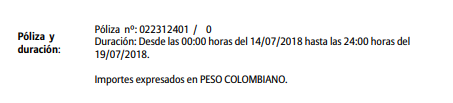 Póliza y duración:
Póliza nº: 022312401 / 0
Duración: Desde las 00:00 horas del 14/07/2018 hasta las 24:00 horas del
19/07/2018.
Importes expresados en PESO COLOMBIANO.